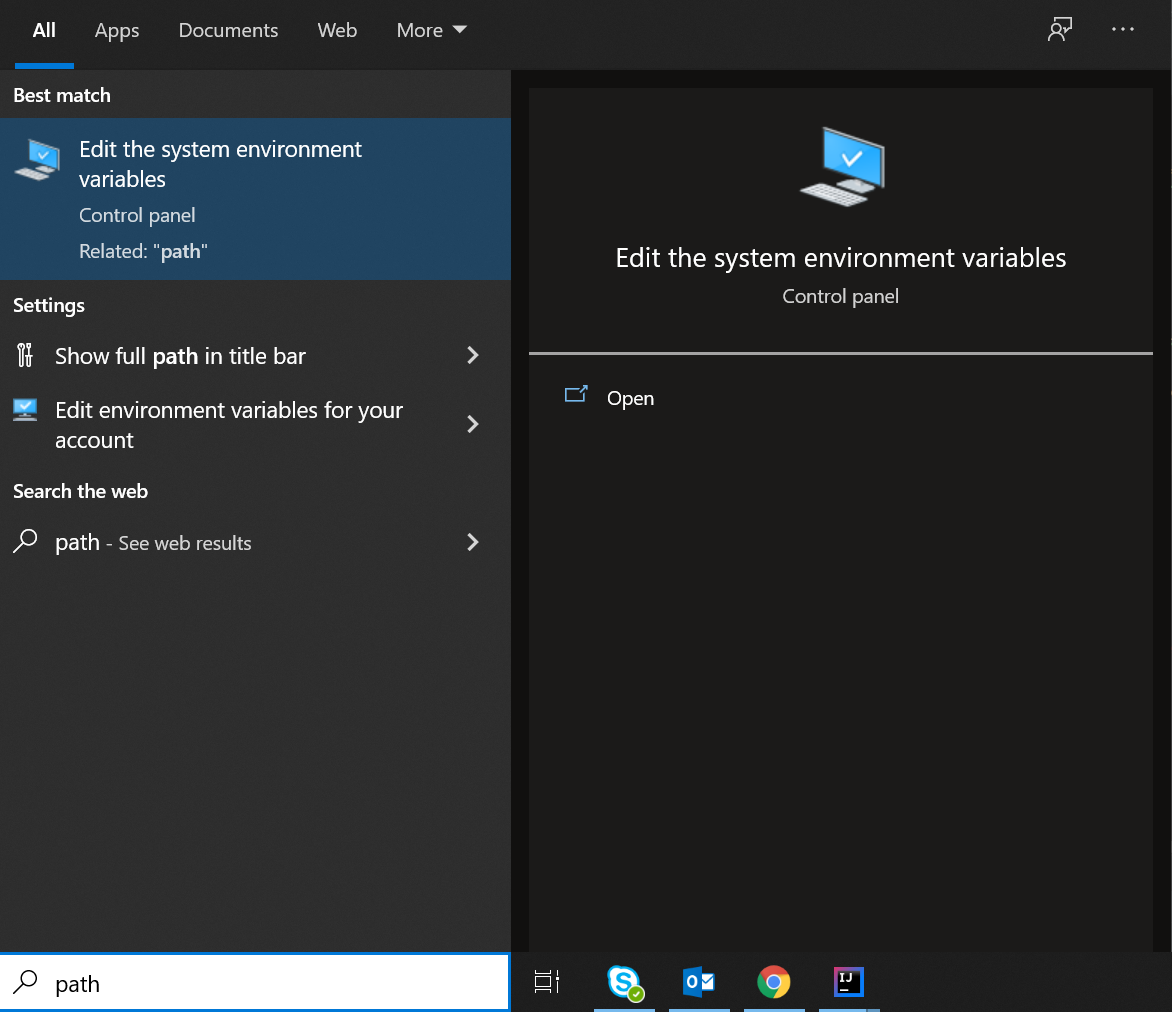 All Apps Documents Web More
Best match
Edit the system environment
variables
Control panel
Related: "path"
Settings
Show full path in title bar
Edit environment variables for your
account
Search the web
path - See web results
Edit the system environment variables
Control panel
Open
path
S
O
IJ